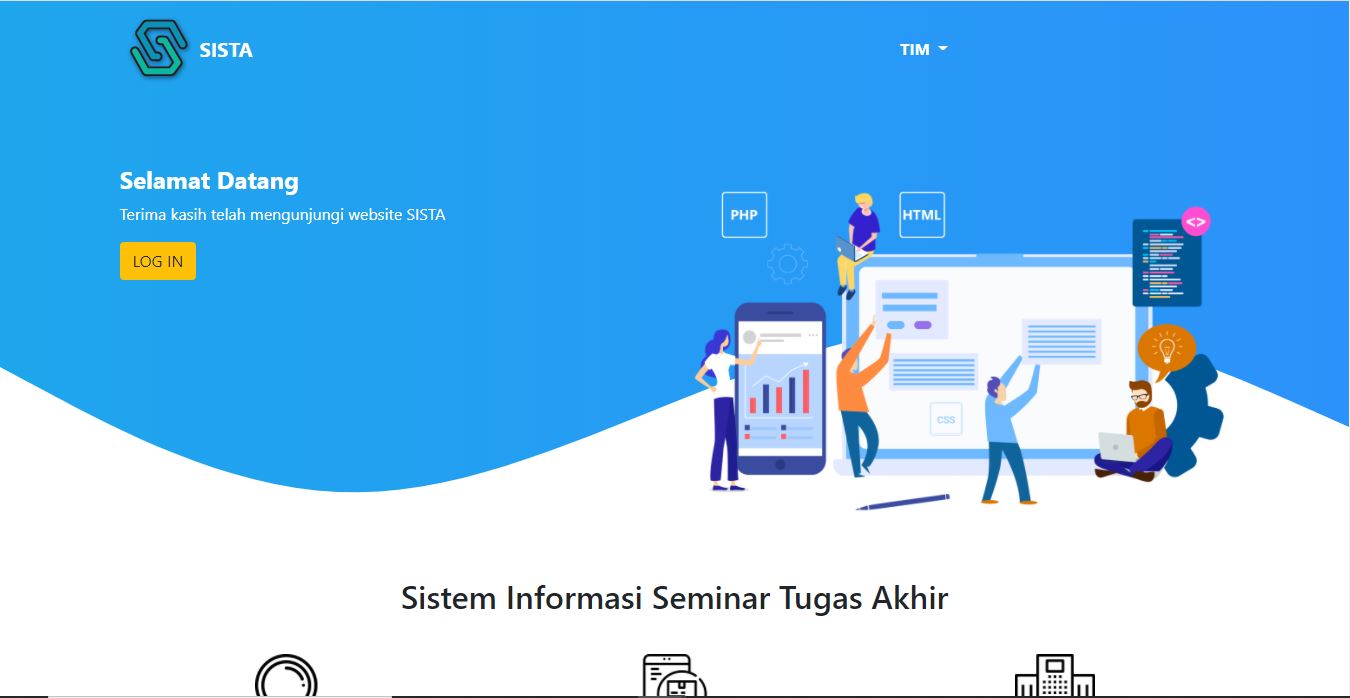 SISTA
TIM
Selamat Datang
Terima kasih telah mengunjungi website SISTA
LOG IN
PHP
HTML
<>
CSS
Sistem Informasi Seminar Tugas Akhir